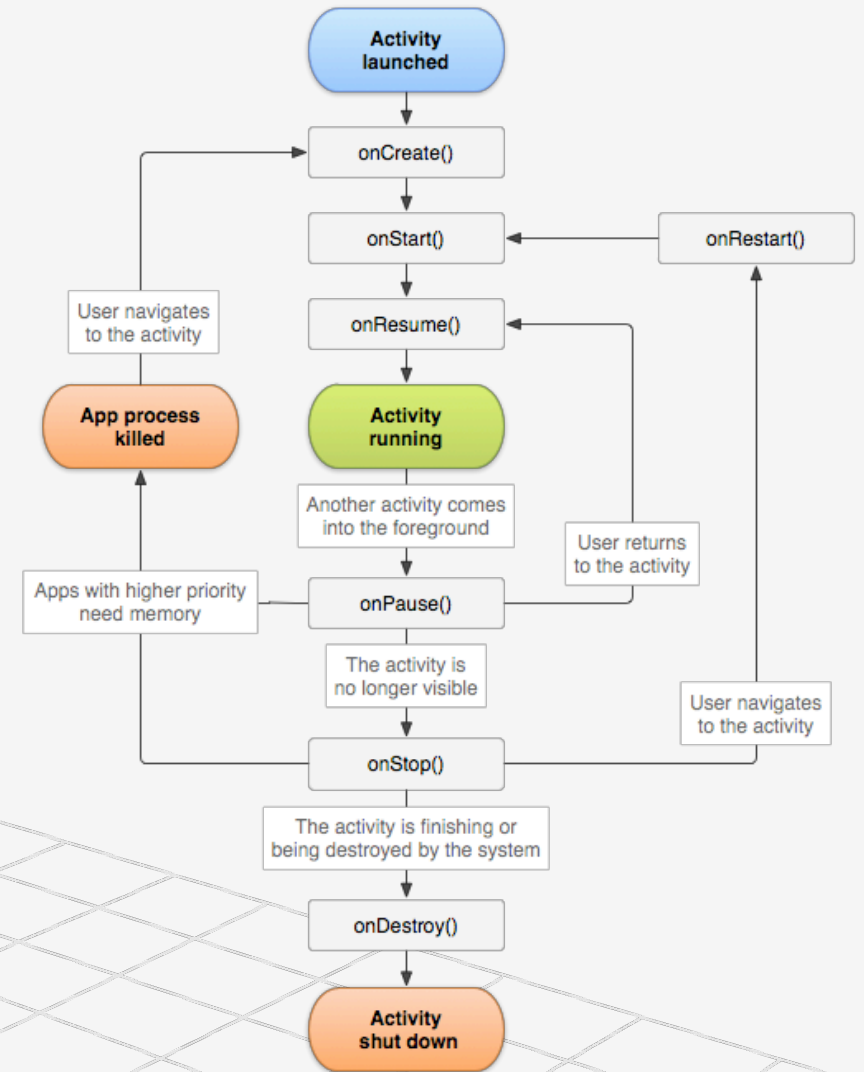 Activity
launched
onCreate()
onStart()
onRestart()
User navigates
to the activity
onResume()
App process
killed
Activity
running
Another activity comes
into the foreground
User returns
to the activity
Apps with higher priority
need memory
onPause()
The activity is
no longer visible
User navigates
to the activity
onStop()
The activity is finishing or
being destroyed by the system
onDestroy()
Activity
shut down